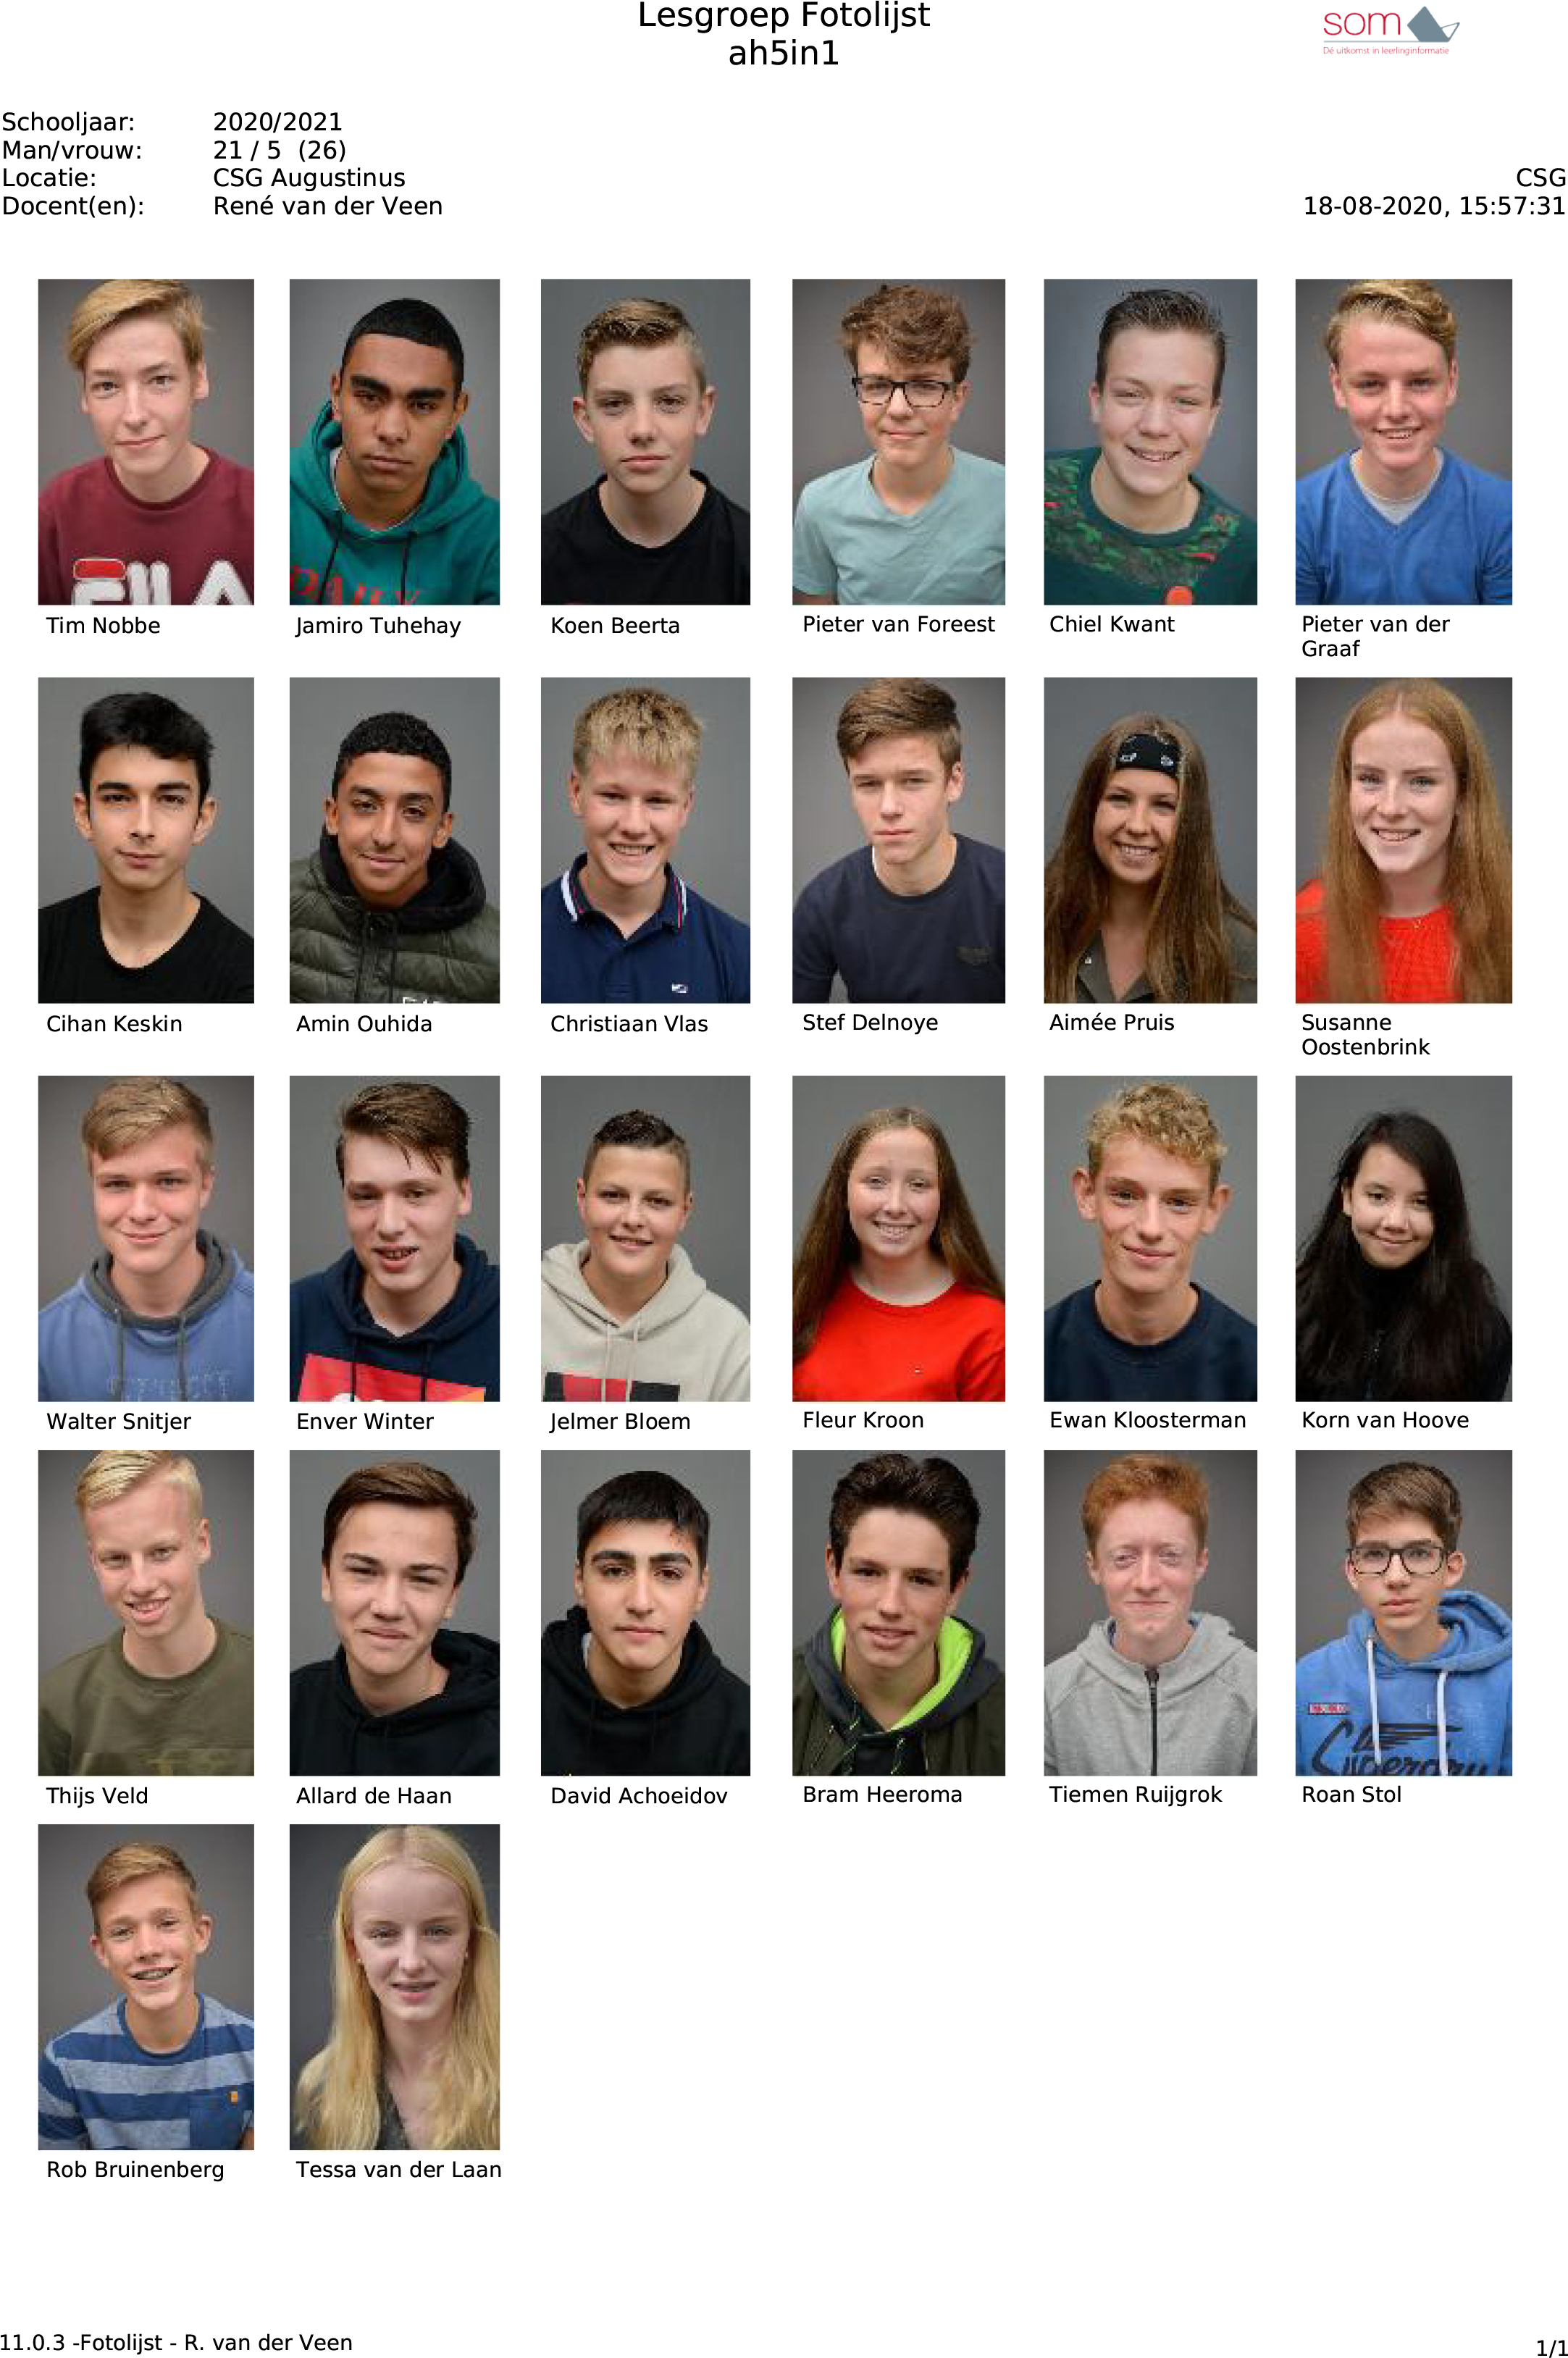 Lesgroep Fotolijst
ah5in1
som
Dé uitkomst in leerlinginformatie
Schooljaar: 2020/2021
Man/vrouw: 21 / 5 (26)
Locatie: CSG Augustinus CSG
Docent(en): René van der Veen 18-08-2020, 15:57:31
FILA
DAILY
Tim Nobbe Jamiro Tuhehay Koen Beerta Pieter van Foreest Chiel Kwant Pieter van der
Graaf
Cihan Keskin Amin Ouhida Christiaan Vlas Stef Delnoye Aimée Pruis Susanne
Oostenbrink
Walter Snitjer Enver Winter Jelmer Bloem Fleur Kroon Ewan Kloosterman Korn van Hoove
Superdry
Thijs Veld Allard de Haan David Achoeidov Bram Heeroma Tiemen Ruijgrok Roan Stol
Rob Bruinenberg Tessa van der Laan
11.0.3 -Fotolijst - R. van der Veen 1/1